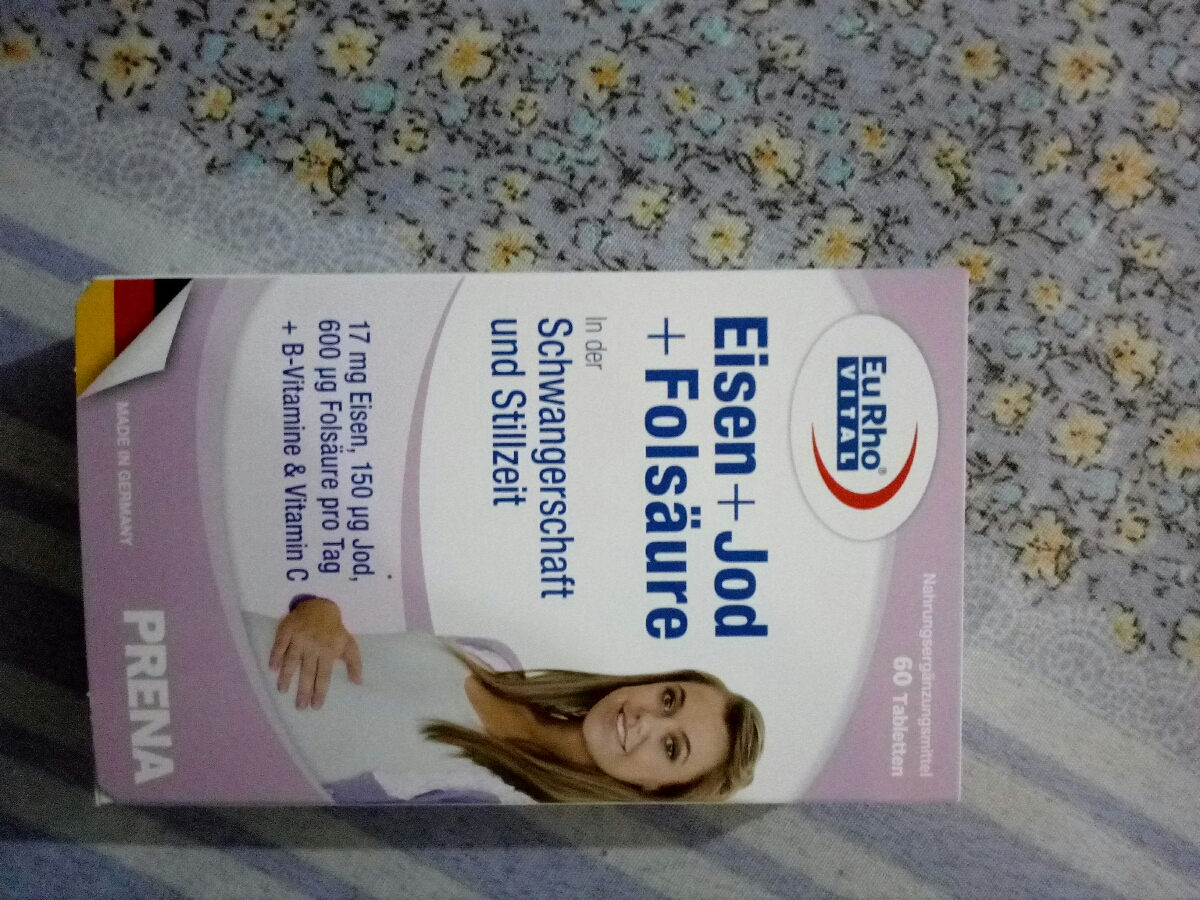 Nahrungsergänzungsmittel
60 Tabletten
EuRho®
VITAL
Eisen + Jod
+ Folsäure
In der
Schwangerschaft
und Stillzeit
17 mg Eisen, 150 µg Jod,
600 µg Folsäure pro Tag
+ B-Vitamine & Vitamin C
MADE IN GERMANY
PRENA